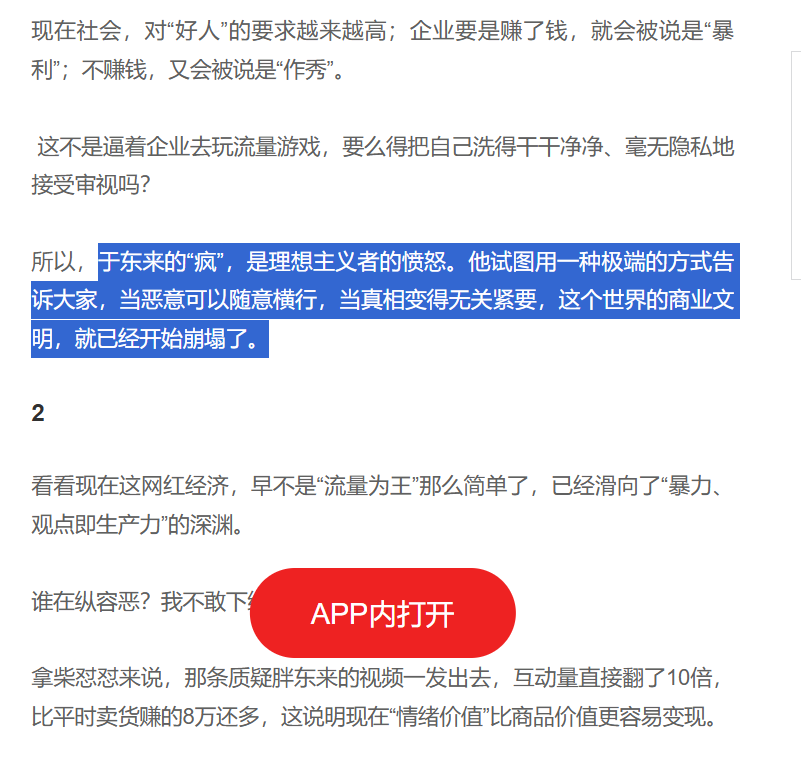 现在社会，对“好人”的要求越来越高；企业要是赚了钱，就会被说是“暴
利”；不赚钱，又会被说是“作秀”。
这不是逼着企业去玩流量游戏，要么得把自己洗得干干净净、毫无隐私地
接受审视吗？
所以，于东来的“疯”，是理想主义者的愤怒。他试图用一种极端的方式告
诉大家，当恶意可以随意横行，当真相变得无关紧要，这个世界的商业文
明，就已经开始崩塌了。
2
看看现在这网红经济，早不是“流量为王”那么简单了，已经滑向了“暴力、
观点即生产力”的深渊。
谁在纵容恶？我不敢下
APP内打开
拿柴怼怼来说，那条质疑胖东来的视频一发出去，互动量直接翻了10倍，
比平时卖货赚的8万还多，这说明现在“情绪价值”比商品价值更容易变现。